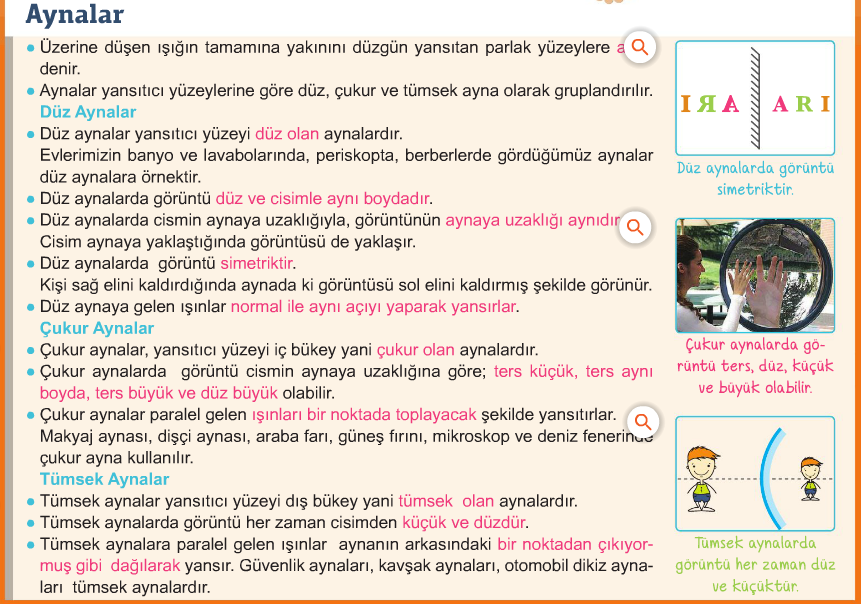 Aynalar
• Üzerine düşen ışığın tamamına yakınını düzgün yansıtan parlak yüzeylere
denir.
• Aynalar yansıtıcı yüzeylerine göre düz, çukur ve tümsek ayna olarak gruplandırılır.
Düz Aynalar
• Düz aynalar yansıtıcı yüzeyi düz olan aynalardır.
Evlerimizin banyo ve lavabolarında, periskopta, berberlerde gördüğümüz aynalar
düz aynalara örnektir.
• Düz aynalarda görüntü düz ve cisimle aynı boydadır.
• Düz aynalarda cismin aynaya uzaklığıyla, görüntünün aynaya uzaklığı aynıdır
Cisim aynaya yaklaştığında görüntüsü de yaklaşır.
• Düz aynalarda görüntü simetriktir.
Kişi sağ elini kaldırdığında aynada ki görüntüsü sol elini kaldırmış şekilde görünür.
• Düz aynaya gelen ışınlar normal ile aynı açıyı yaparak yansırlar.
Çukur Aynalar
• Çukur aynalar, yansıtıcı yüzeyi iç bükey yani çukur olan aynalardır.
• Çukur aynalarda görüntü cismin aynaya uzaklığına göre; ters küçük, ters aynı
boyda, ters büyük ve düz büyük olabilir.
• Çukur aynalar paralel gelen ışınları bir noktada toplayacak şekilde yansıtırlar.
Makyaj aynası, dişçi aynası, araba farı, güneş fırını, mikroskop ve deniz fenerinde
çukur ayna kullanılır.
Tümsek Aynalar
• Tümsek aynalar yansıtıcı yüzeyi dış bükey yani tümsek olan aynalardır.
• Tümsek aynalarda görüntü her zaman cisimden küçük ve düzdür.
• Tümsek aynalara paralel gelen ışınlar aynanın arkasındaki bir noktadan çıkıyor-
muş gibi dağılarak yansır. Güvenlik aynaları, kavşak aynaları, otomobil dikiz ayna-
ları tümsek aynalardır.
IЯA ARI
Düz aynalarda görüntü
simetriktir.
Çukur aynalarda gö-
rüntü ters, düz, küçük
ve büyük olabilir.
Tümsek aynalarda
görüntü her zaman düz
ve küçüktür.